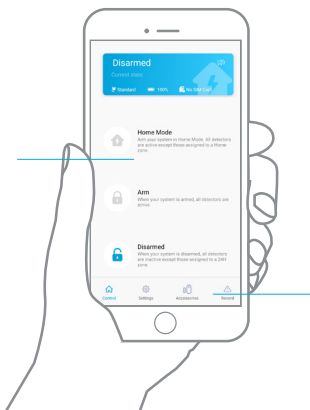 Disarmed
Current state
Standard 100% No SIM Card
Home Mode
Arm your system in Home Mode. All detectors
are active except those assigned to a Home
zone.
Arm
When your system is armed, all detectors are
active.
Disarmed
When your system is disarmed, all detectors
are inactive except those assigned to a 24H
zone.
Control Settings Accessories Record